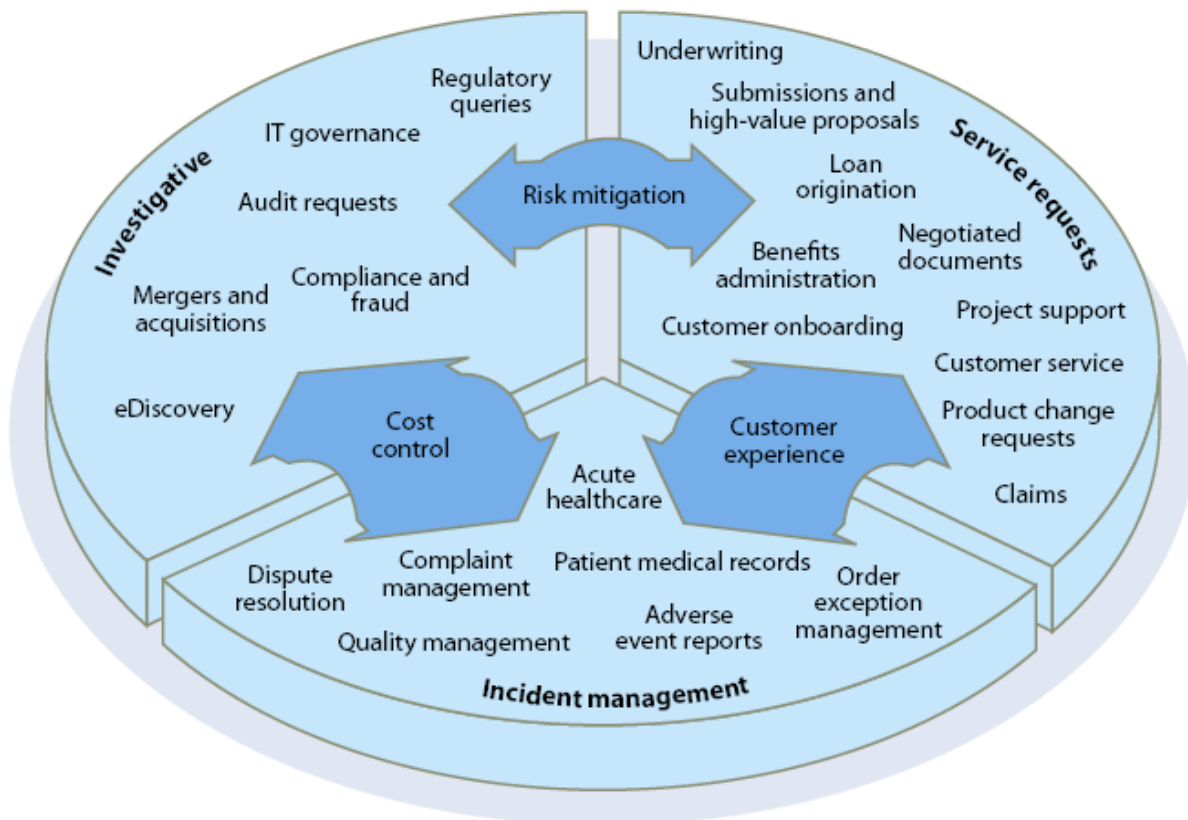 Underwriting
Regulatory
queries
Submissions and
high-value proposals
IT governance
Service requests
Investigative
Loan
origination
Risk mitigation
Audit requests
Negotiated
documents
Benefits
administration
Compliance and
fraud
Mergers and
acquisitions
Project support
Customer onboarding
Customer service
eDiscovery
Product change
requests
Cost
control
Customer
experience
Acute
healthcare
Claims
Complaint
management
Patient medical records
Dispute
resolution
Order
exception
management
Adverse
event reports
Quality management
Incident management